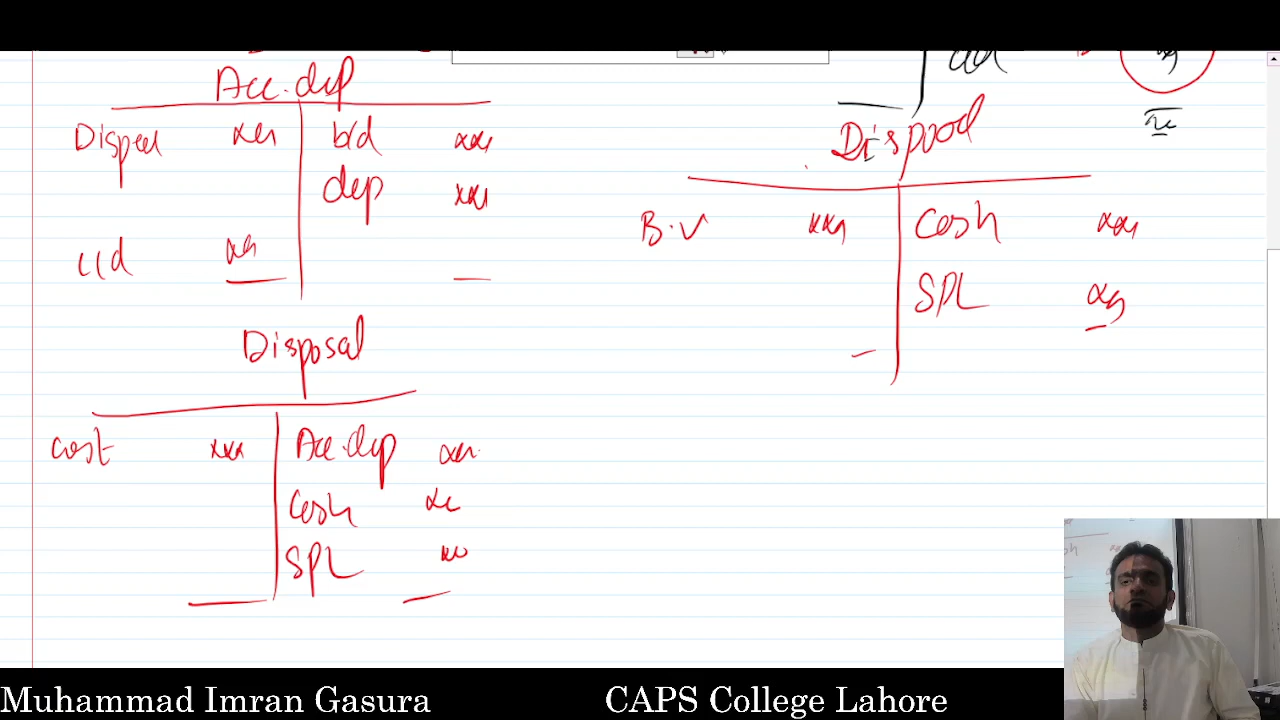 Acc. dep
Disposal xxx b/d xxx
dep xxx
c/d xx
Disposal
cost xxx Acc. dep xxx
Cash xx
SPL xx
Disposal
B.V xxx Cash xxx
SPL xx
Muhammad Imran Gasura CAPS College Lahore